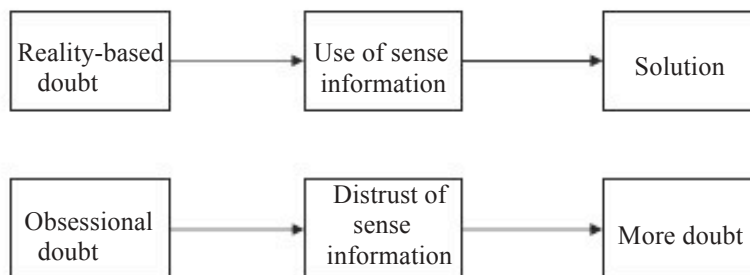 Reality-based
doubt
Use of sense
information
Solution
Obsessional
doubt
Distrust of
sense
information
More doubt